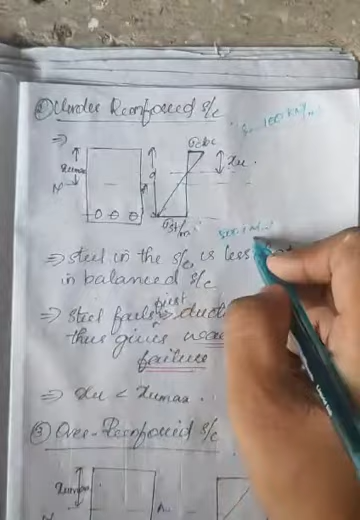 ② Under Reinforced s/c
⇒
σcbc
xumax
xu
d
N
A
σst/m
⇒ steel in the s/c, is less
in balanced s/c
⇒ steel fails first
thus gives
failure
⇒ xu < xumax.
③ Over-Reinforced s/c
xumax
N
A